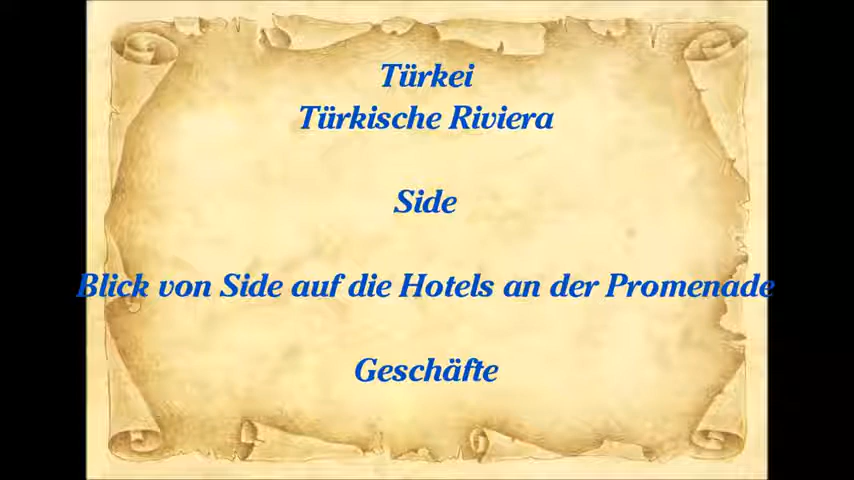 Türkei
Türkische Riviera
Side
Blick von Side auf die Hotels an der Promenade
Geschäfte